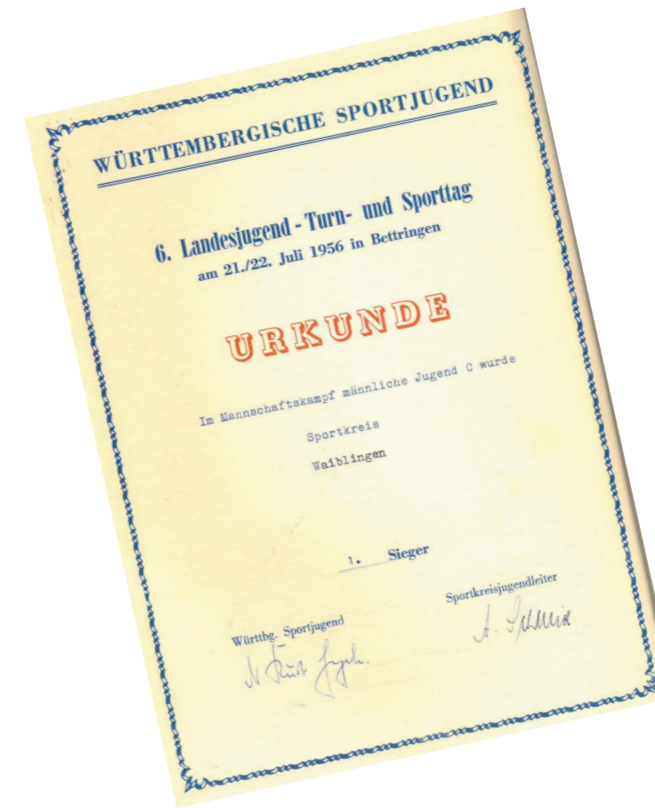 WÜRTTEMBERGISCHE SPORTJUGEND
6. Landesjugend - Turn- und Sporttag
am 21./22. Juli 1956 in Bettringen
URKUNDE
Im Mannschaftskampf männliche Jugend C wurde
Sportkreis
Waiblingen
1. Sieger
Sportkreisjugendleiter
Württbg. Sportjugend
A. Schmid